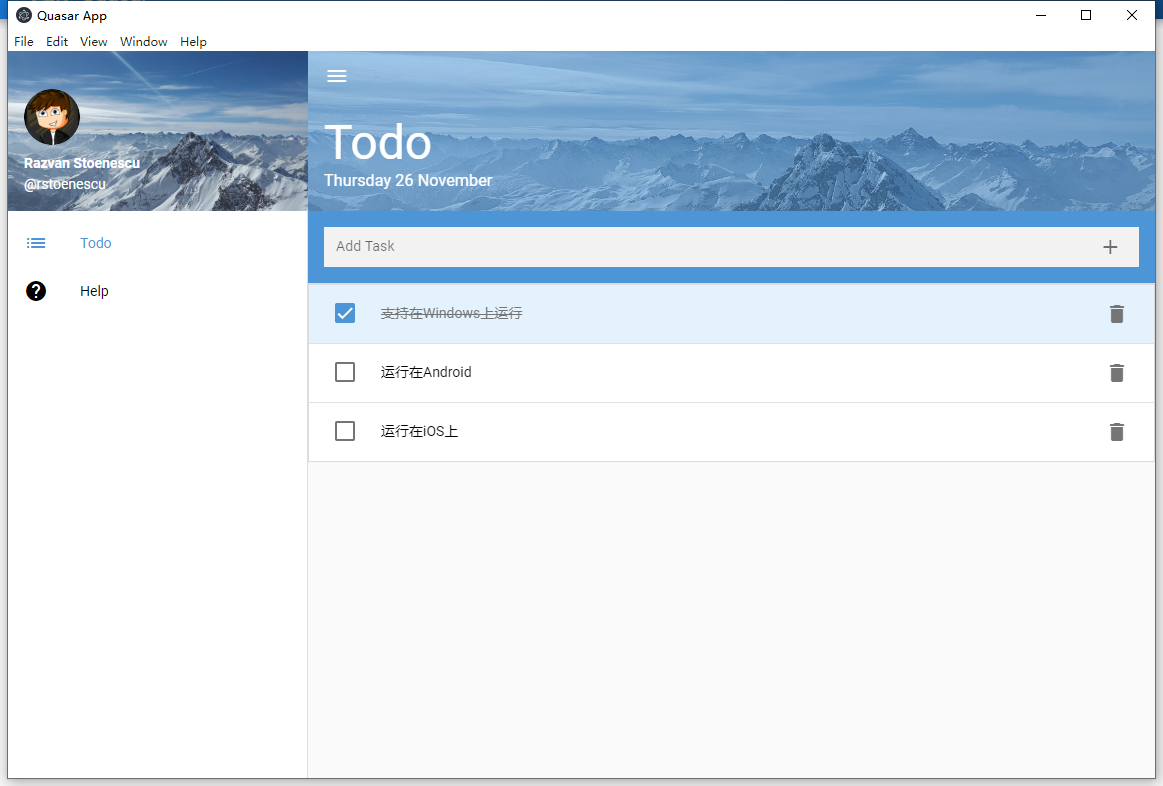 Quasar App
File Edit View Window Help
Razvan Stoenescu
@rstoenescu
Todo
Help
Todo
Thursday 26 November
Add Task
支持在Windows上运行
运行在Android
运行在iOS上